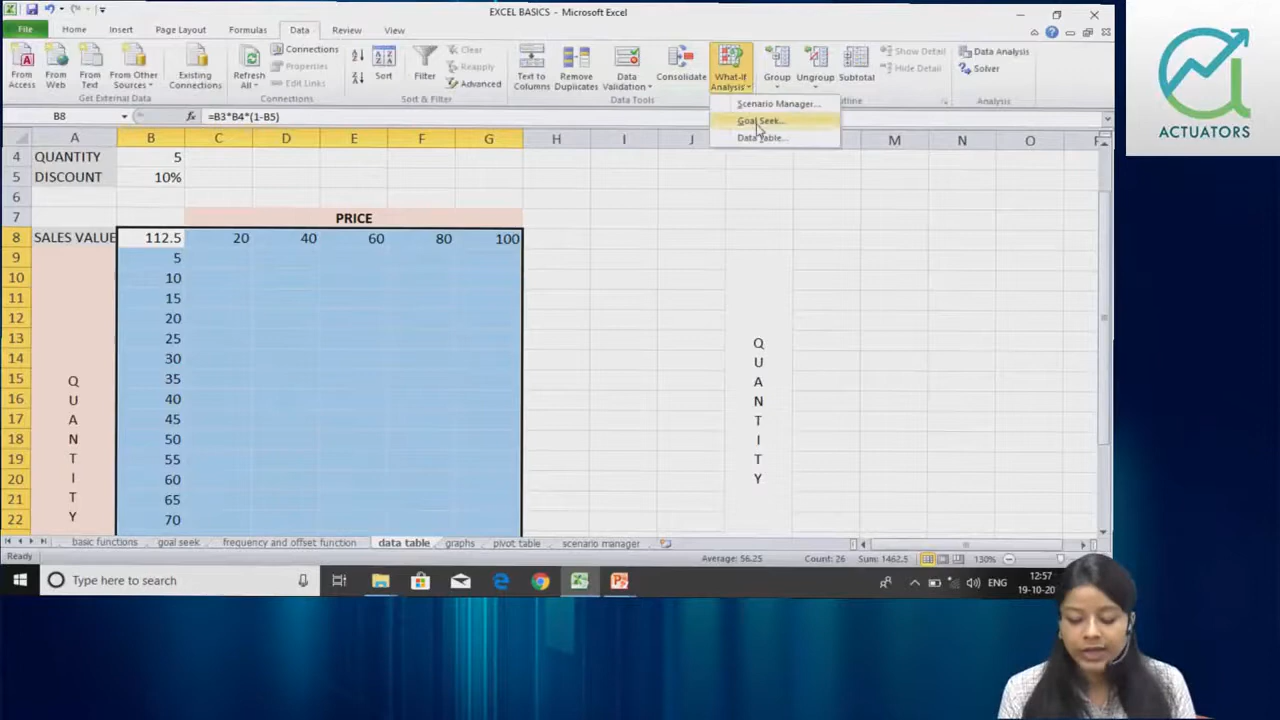 EXCEL BASICS - Microsoft Excel
File Home Insert Page Layout Formulas Data Review View
From Access
From Web
From Text
From Other Sources
Existing Connections
Get External Data
Refresh All
Connections
Properties
Edit Links
Connections
Sort
Filter
Clear
Reapply
Advanced
Sort & Filter
Text to Columns
Remove Duplicates
Data Validation
Consolidate
What-If Analysis
Data Tools
Group
Ungroup
Subtotal
Show Detail
Hide Detail
Data Analysis
Solver
Analysis
Scenario Manager...
Goal Seek...
Data Table...
ACTUATORS
B8 fx =B3*B4*(1-B5)
A B C D E F G H I J M N O
4 QUANTITY 5
5 DISCOUNT 10%
6
7 PRICE
8 SALES VALUE 112.5 20 40 60 80 100
9 5
10 10
11 15
12 20
13 25
14 30
15 35
16 40
17 45
18 50
19 55
20 60
21 65
22 70
Q
U
A
N
T
I
T
Y
Q
U
A
N
T
I
T
Y
basic functions goal seek frequency and offset function data table graphs pivot table scenario manager
Ready Average: 56.25 Count: 26 Sum: 1462.5 130%
Type here to search
ENG
12:57
19-10-20